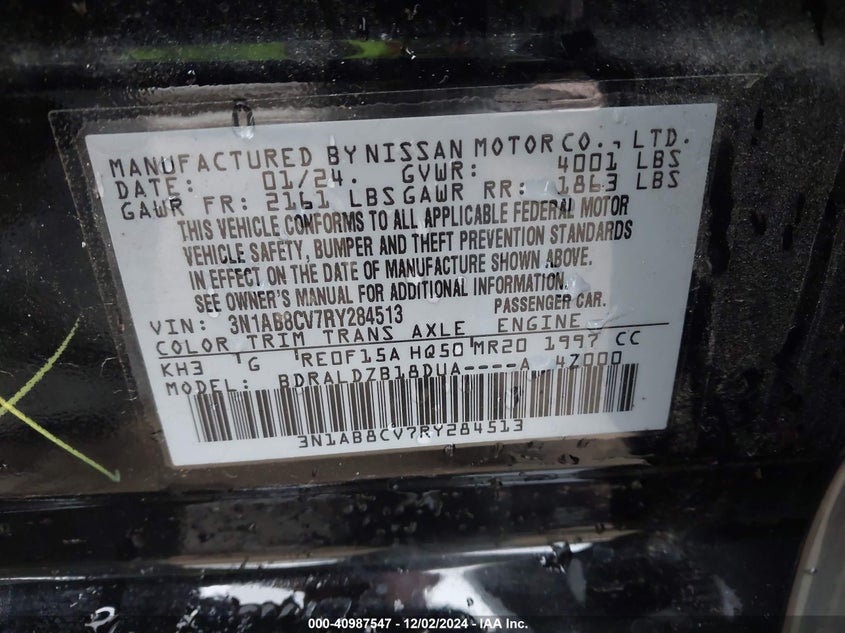 MANUFACTURED BY NISSAN MOTOR CO., LTD.
DATE: 01/24. GVWR: 4001 LBS
GAWR FR: 2161 LBS GAWR RR: 1863 LBS
THIS VEHICLE CONFORMS TO ALL APPLICABLE FEDERAL MOTOR
VEHICLE SAFETY, BUMPER AND THEFT PREVENTION STANDARDS
IN EFFECT ON THE DATE OF MANUFACTURE SHOWN ABOVE.
SEE OWNER'S MANUAL FOR ADDITIONAL INFORMATION.
VIN: 3N1AB8CV7RY284513 PASSENGER CAR.
COLOR TRIM TRANS AXLE ENGINE
KH3 G RE0F15A HQ50 MR20 1997 CC
MODEL: BDRALDZB18DUA----A 4Z000
3N1AB8CV7RY284513
000-40987547 - 12/02/2024 - IAA, Inc.